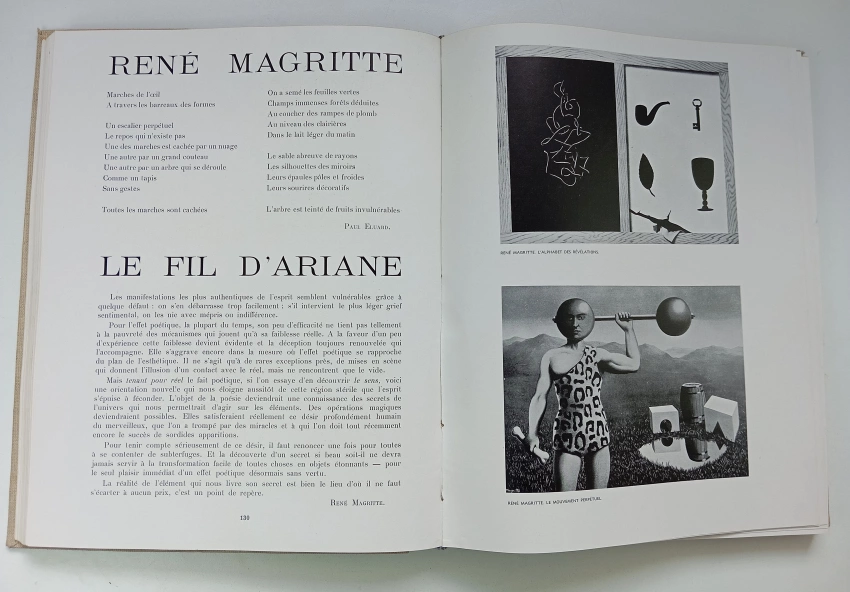 RENÉ MAGRITTE
Marches de l'œil
A travers les barreaux des formes
Un escalier perpétuel
Le repos qui n'existe pas
Une des marches est cachée par un nuage
Une autre par un grand couteau
Une autre par un arbre qui se déroule
Comme un tapis
Sans gestes
Toutes les marches sont cachées
On a semé les feuilles vertes
Champs immenses forêts déduites
Au coucher des rampes de plomb
Au niveau des clairières
Dans le lait léger du matin
Le sable abreuve de rayons
Les silhouettes des miroirs
Leurs épaules pâles et froides
Leurs sourires décoratifs
L'arbre est teinté de fruits invulnérables
PAUL ELUARD.
LE FIL D'ARIANE
Les manifestations les plus authentiques de l'esprit semblent vulnérables grâce à
quelque défaut : on s'en débarrasse trop facilement ; s'il intervient le plus léger grief
sentimental, on les nie avec mépris ou indifférence.
Pour l'effet poétique, la plupart du temps, son peu d'efficacité ne tient pas tellement
à la pauvreté des mécanismes qui jouent qu'à sa faiblesse réelle. A la faveur d'un peu
d'expérience cette faiblesse devient évidente et la déception toujours renouvelée qui
l'accompagne. Elle s'aggrave encore dans la mesure où l'effet poétique se rapproche
du plan de l'esthétique. Il ne s'agit qu'à de rares exceptions près, de mises en scène
qui donnent l'illusion d'un contact avec le réel, mais ne rencontrent que le vide.
Mais tenant pour réel le fait poétique, si l'on essaye d'en découvrir le sens, voici
une orientation nouvelle qui nous éloigne aussitôt de cette région stérile que l'esprit
s'épuise à féconder. L'objet de la poésie deviendrait une connaissance des secrets de
l'univers qui nous permettrait d'agir sur les éléments. Des opérations magiques
deviendraient possibles. Elles satisferaient réellement ce désir profondément humain
du merveilleux, que l'on a trompé par des miracles et à qui l'on doit tout récemment
encore le succès de sordides apparitions.
Pour tenir compte sérieusement de ce désir, il faut renoncer une fois pour toutes
à se contenter de subterfuges. Et la découverte d'un secret si beau soit-il ne devra
jamais servir à la transformation facile de toutes choses en objets étonnants — pour
le seul plaisir immédiat d'un effet poétique désormais sans vertu.
La réalité de l'élément qui nous livre son secret est bien le lieu d'où il ne faut
s'écarter à aucun prix, c'est un point de repère.
RENÉ MAGRITTE.
130
RENÉ MAGRITTE. L'ALPHABET DES RÉVÉLATIONS.
RENÉ MAGRITTE. LE MOUVEMENT PERPÉTUEL.